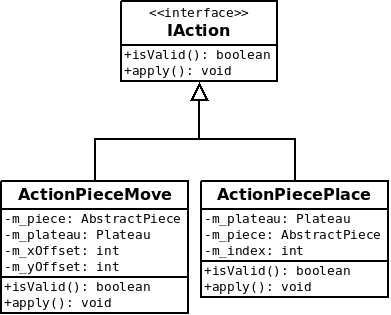 <<interface>>
IAction
+isValid(): boolean
+apply(): void
ActionPieceMove
-m_piece: AbstractPiece
-m_plateau: Plateau
-m_xOffset: int
-m_yOffset: int
+isValid(): boolean
+apply(): void
ActionPiecePlace
-m_plateau: Plateau
-m_piece: AbstractPiece
-m_index: int
+isValid(): boolean
+apply(): void